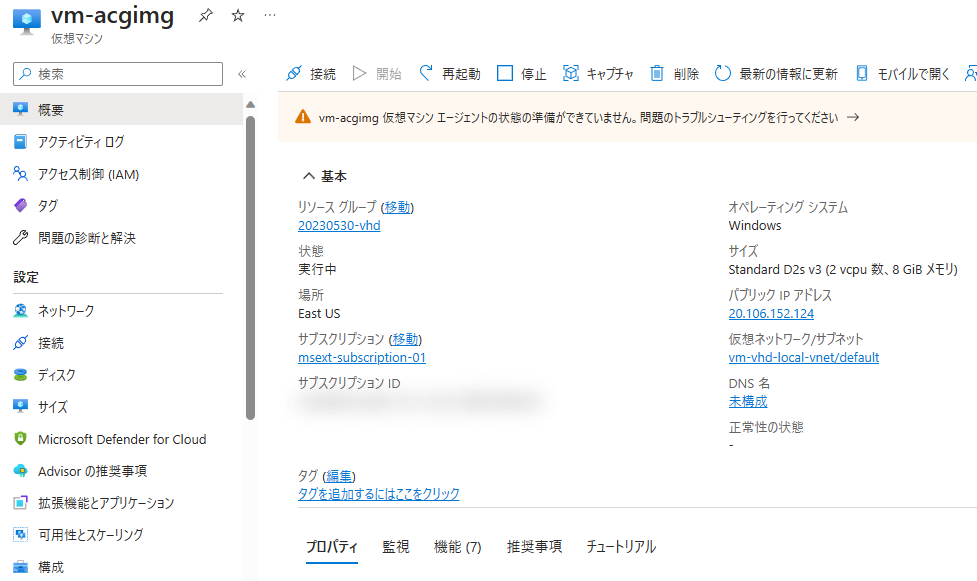 vm-acgimg
仮想マシン
検索
接続 開始 再起動 停止 キャプチャ 削除 最新の情報に更新 モバイルで開く
概要
アクティビティ ログ
アクセス制御 (IAM)
タグ
問題の診断と解決
設定
ネットワーク
接続
ディスク
サイズ
Microsoft Defender for Cloud
Advisor の推奨事項
拡張機能とアプリケーション
可用性とスケーリング
構成
vm-acgimg 仮想マシン エージェントの状態の準備ができていません。問題のトラブルシューティングを行ってください →
基本
リソース グループ (移動)
20230530-vhd
状態
実行中
場所
East US
サブスクリプション (移動)
msext-subscription-01
サブスクリプション ID
オペレーティング システム
Windows
サイズ
Standard D2s v3 (2 vcpu 数、8 GiB メモリ)
パブリック IP アドレス
20.106.152.124
仮想ネットワーク/サブネット
vm-vhd-local-vnet/default
DNS 名
未構成
正常性の状態
-
タグ (編集)
タグを追加するにはここをクリック
プロパティ 監視 機能 (7) 推奨事項 チュートリアル